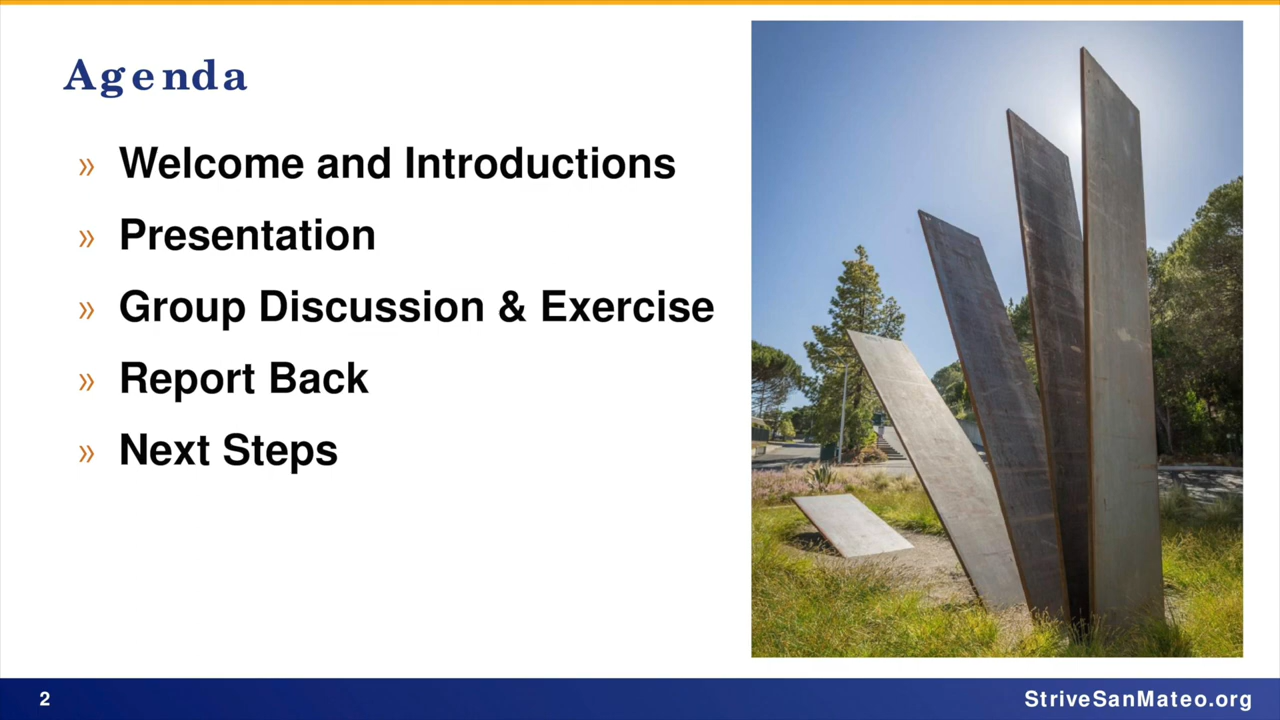 Agenda
» Welcome and Introductions
» Presentation
» Group Discussion & Exercise
» Report Back
» Next Steps
2
StriveSanMateo.org